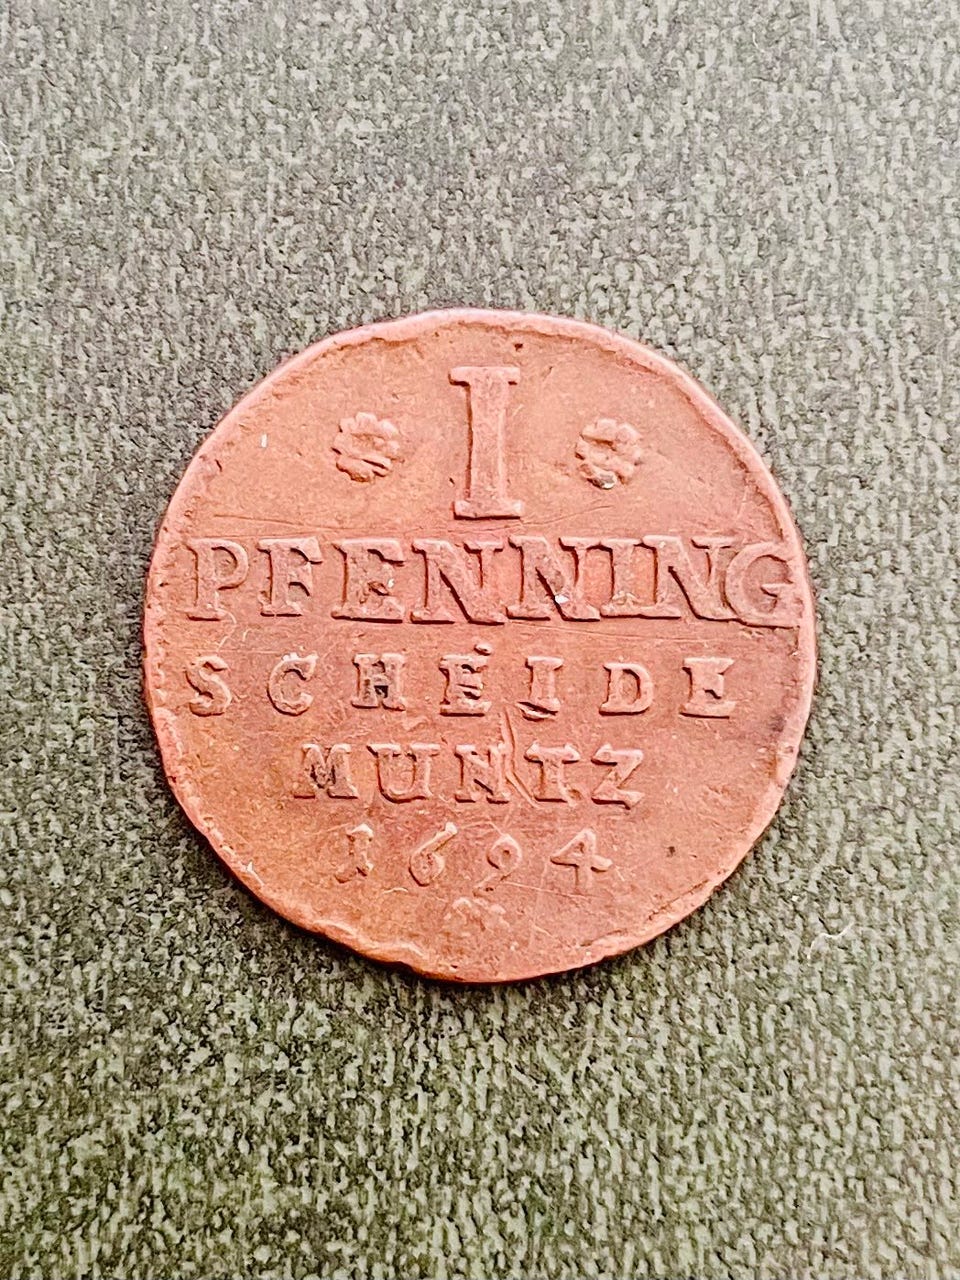 I
PFENNING
SCHEIDE
MUNTZ
1694